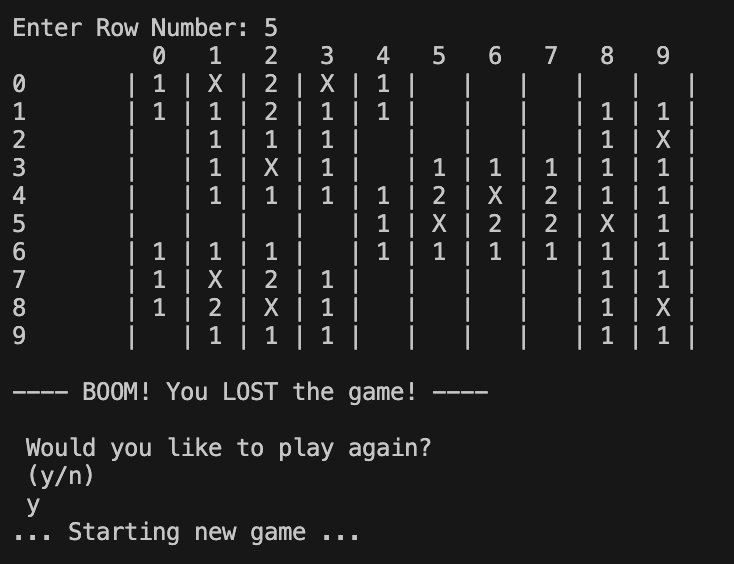 Enter Row Number: 5
0 1 2 3 4 5 6 7 8 9
0 | 1 | X | 2 | X | 1 | | | | | |
1 | 1 | 1 | 2 | 1 | 1 | | | | 1 | 1 |
2 | | 1 | 1 | 1 | | | | | 1 | X |
3 | | 1 | X | 1 | | 1 | 1 | 1 | 1 | 1 |
4 | | 1 | 1 | 1 | 1 | 2 | X | 2 | 1 | 1 |
5 | | | | | 1 | X | 2 | 2 | X | 1 |
6 | 1 | 1 | 1 | | 1 | 1 | 1 | 1 | 1 | 1 |
7 | 1 | X | 2 | 1 | | | | | 1 | 1 |
8 | 1 | 2 | X | 1 | | | | | 1 | X |
9 | | 1 | 1 | 1 | | | | | 1 | 1 |
---- BOOM! You LOST the game! ----
Would you like to play again?
(y/n)
y
... Starting new game ...